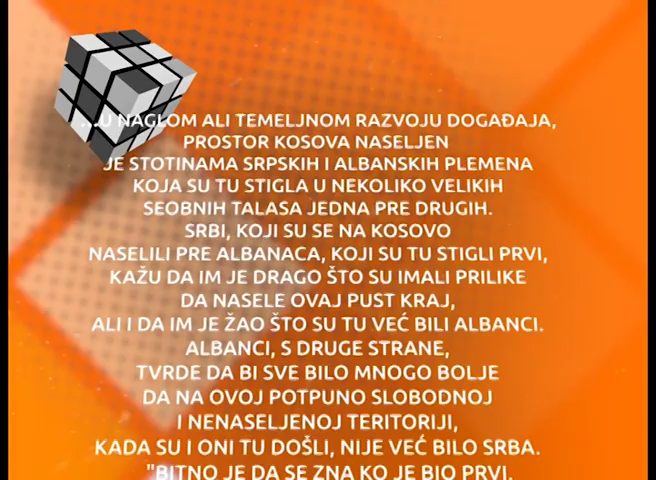 ...U NAGLOM ALI TEMELJNOM RAZVOJU DOGAĐAJA,
PROSTOR KOSOVA NASELJEN
JE STOTINAMA SRPSKIH I ALBANSKIH PLEMENA
KOJA SU TU STIGLA U NEKOLIKO VELIKIH
SEOBNIH TALASA JEDNA PRE DRUGIH.
SRBI, KOJI SU SE NA KOSOVO
NASELILI PRE ALBANACA, KOJI SU TU STIGLI PRVI,
KAŽU DA IM JE DRAGO ŠTO SU IMALI PRILIKE
DA NASELE OVAJ PUST KRAJ,
ALI I DA IM JE ŽAO ŠTO SU TU VEĆ BILI ALBANCI.
ALBANCI, S DRUGE STRANE,
TVRDE DA BI SVE BILO MNOGO BOLJE
DA NA OVOJ POTPUNO SLOBODNOJ
I NENASELJENOJ TERITORIJI,
KADA SU I ONI TU DOŠLI, NIJE VEĆ BILO SRBA.
"BITNO JE DA SE ZNA KO JE BIO PRVI,